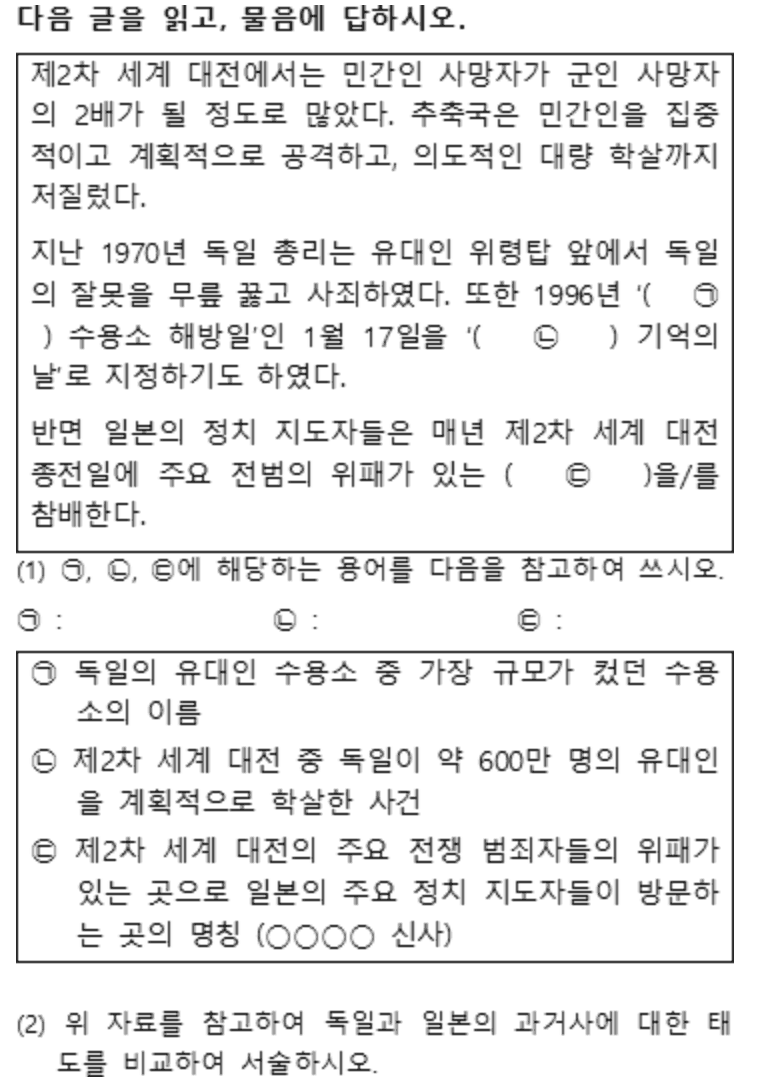 다음 글을 읽고, 물음에 답하시오.
제2차 세계 대전에서는 민간인 사망자가 군인 사망자
의 2배가 될 정도로 많았다. 추축국은 민간인을 집중
적이고 계획적으로 공격하고, 의도적인 대량 학살까지
저질렀다.
지난 1970년 독일 총리는 유대인 위령탑 앞에서 독일
의 잘못을 무릎 꿇고 사죄하였다. 또한 1996년 ‘( ㉠
) 수용소 해방일’인 1월 17일을 ‘( ㉡ ) 기억의
날’로 지정하기도 하였다.
반면 일본의 정치 지도자들은 매년 제2차 세계 대전
종전일에 주요 전범의 위패가 있는 ( ㉢ )을/를
참배한다.
(1) ㉠, ㉡, ㉢에 해당하는 용어를 다음을 참고하여 쓰시오.
㉠ : ㉡ : ㉢ :
㉠ 독일의 유대인 수용소 중 가장 규모가 컸던 수용
소의 이름
㉡ 제2차 세계 대전 중 독일이 약 600만 명의 유대인
을 계획적으로 학살한 사건
㉢ 제2차 세계 대전의 주요 전쟁 범죄자들의 위패가
있는 곳으로 일본의 주요 정치 지도자들이 방문하
는 곳의 명칭 (○○○○ 신사)
(2) 위 자료를 참고하여 독일과 일본의 과거사에 대한 태
도를 비교하여 서술하시오.